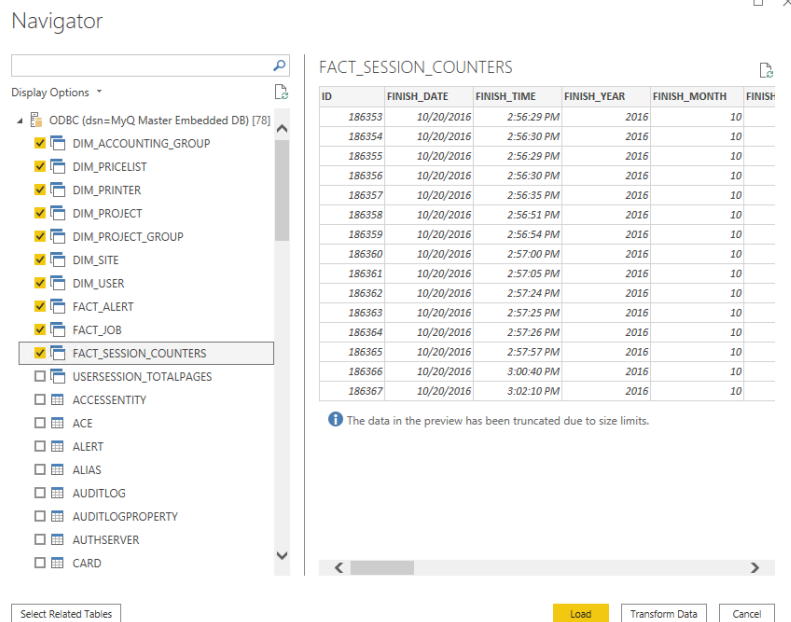 Navigator
Display Options
ODBC (dsn=MyQ Master Embedded DB) [78]
DIM_ACCOUNTING_GROUP
DIM_PRICELIST
DIM_PRINTER
DIM_PROJECT
DIM_PROJECT_GROUP
DIM_SITE
DIM_USER
FACT_ALERT
FACT_JOB
FACT_SESSION_COUNTERS
USERSESSION_TOTALPAGES
ACCESSENTITY
ACE
ALERT
ALIAS
AUDITLOG
AUDITLOGPROPERTY
AUTHSERVER
CARD
FACT_SESSION_COUNTERS
ID FINISH_DATE FINISH_TIME FINISH_YEAR FINISH_MONTH FINISH
186353 10/20/2016 2:56:29 PM 2016 10
186354 10/20/2016 2:56:30 PM 2016 10
186355 10/20/2016 2:56:29 PM 2016 10
186356 10/20/2016 2:56:30 PM 2016 10
186357 10/20/2016 2:56:35 PM 2016 10
186358 10/20/2016 2:56:51 PM 2016 10
186359 10/20/2016 2:56:54 PM 2016 10
186360 10/20/2016 2:57:00 PM 2016 10
186361 10/20/2016 2:57:05 PM 2016 10
186362 10/20/2016 2:57:24 PM 2016 10
186363 10/20/2016 2:57:25 PM 2016 10
186364 10/20/2016 2:57:26 PM 2016 10
186365 10/20/2016 2:57:57 PM 2016 10
186366 10/20/2016 3:00:40 PM 2016 10
186367 10/20/2016 3:02:10 PM 2016 10
The data in the preview has been truncated due to size limits.
Select Related Tables
Load
Transform Data
Cancel